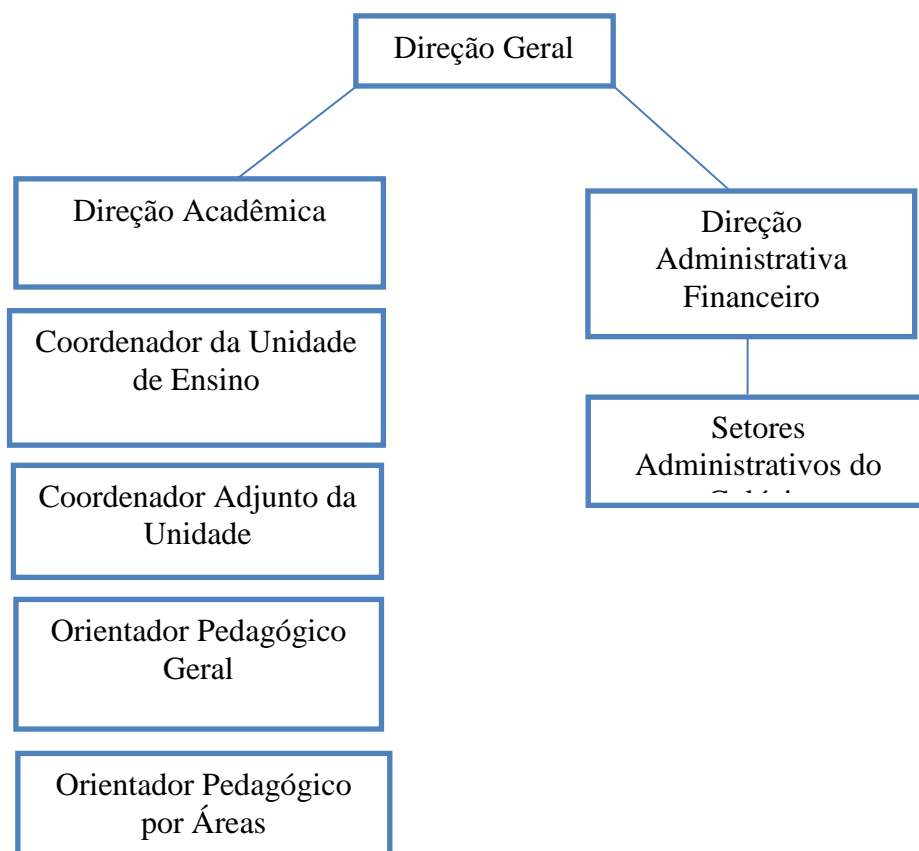 Direção Geral
Direção Acadêmica
Coordenador da Unidade
de Ensino
Coordenador Adjunto da
Unidade
Orientador Pedagógico
Geral
Orientador Pedagógico
por Áreas
Direção
Administrativa
Financeiro
Setores
Administrativos do